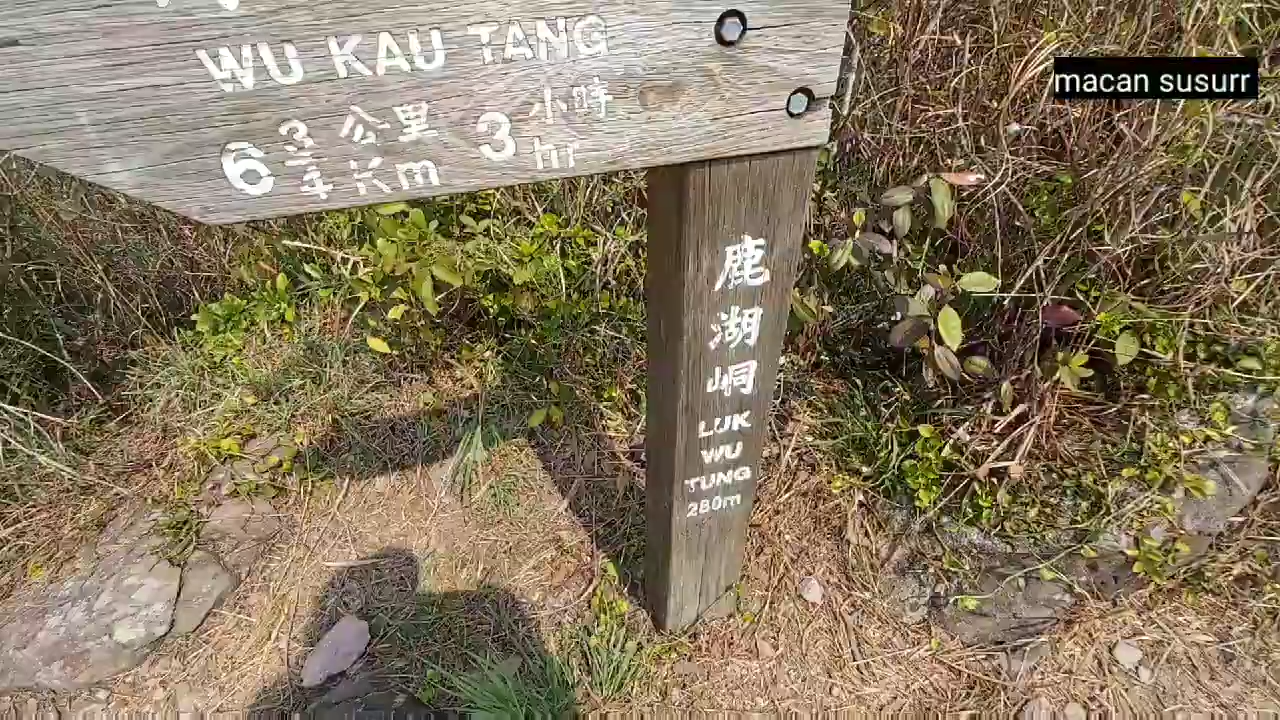 WU KAU TANG
6 3/4 公里 3 小時
Km hr
macan susurr
鹿
湖
峒
LUK
WU
TUNG
280m